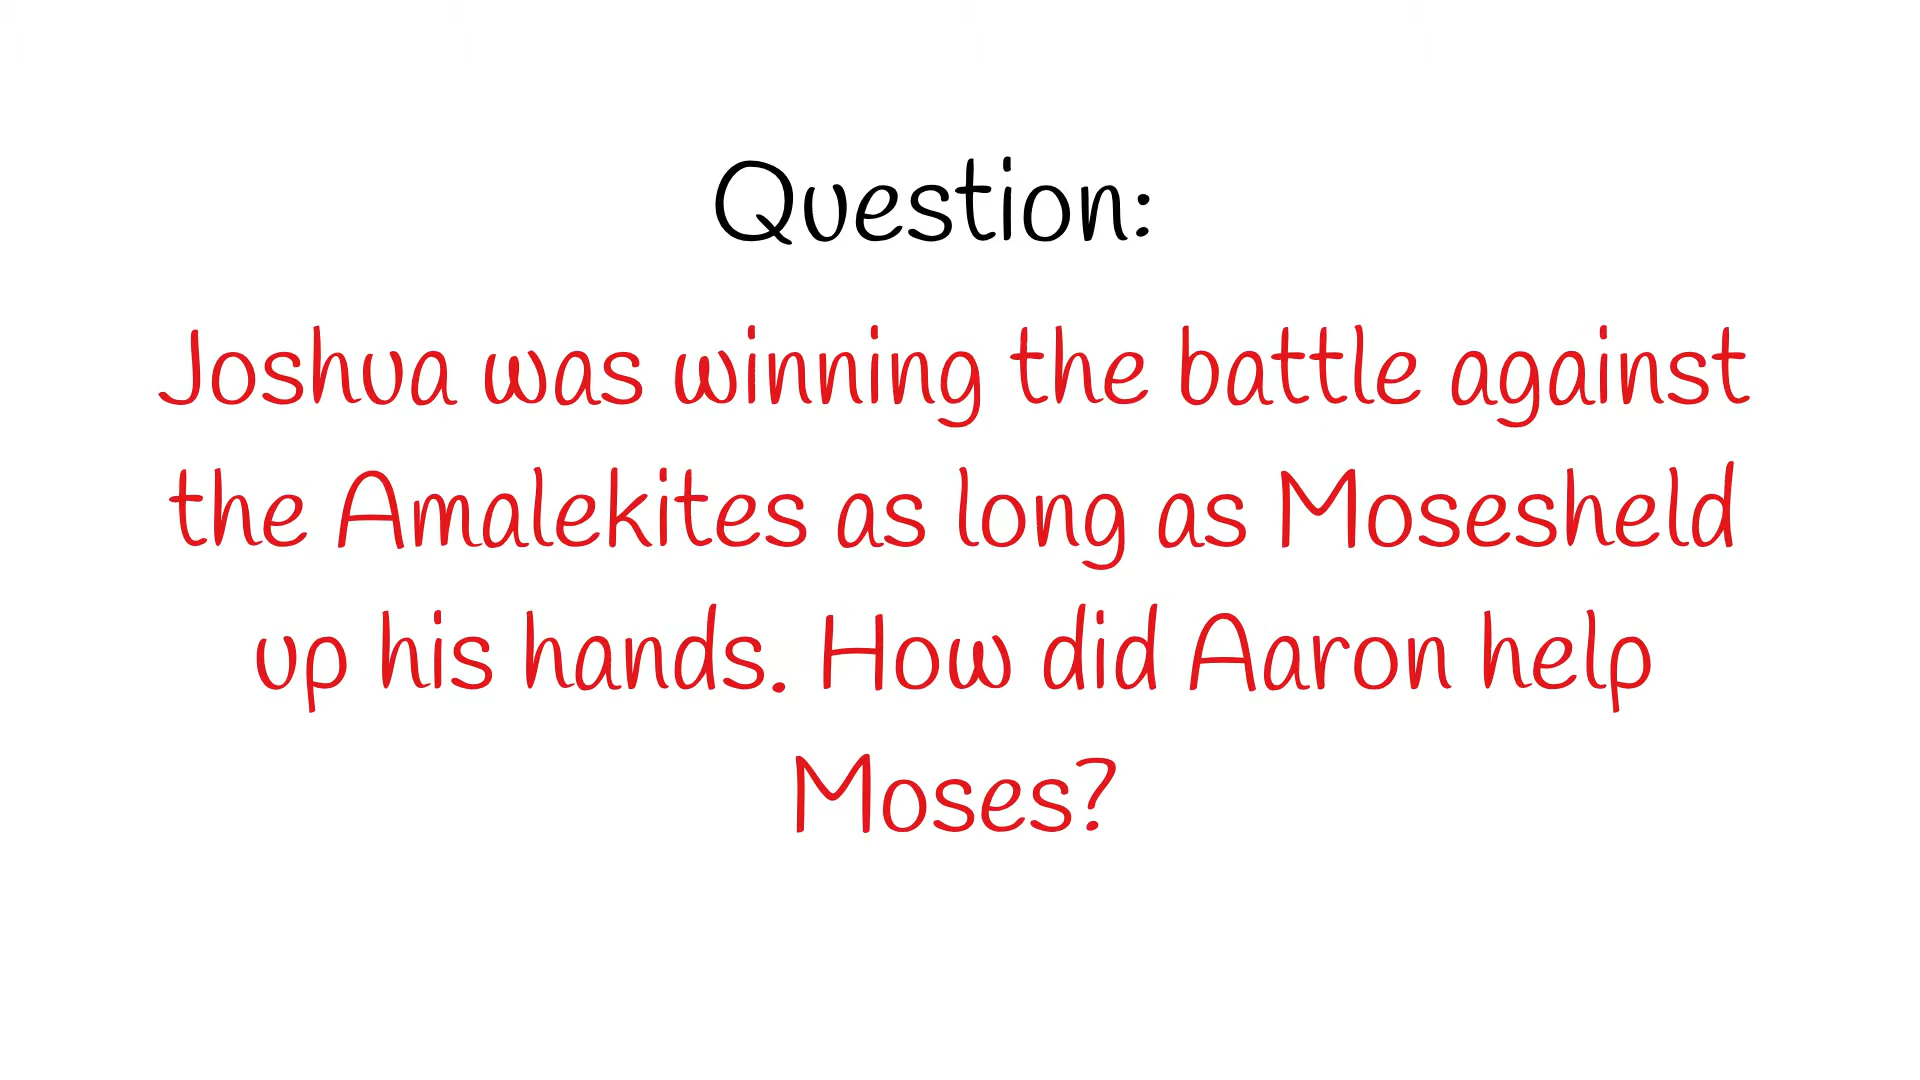 Question:
Joshua was winning the battle against
the Amalekites as long as Mosesheld
up his hands. How did Aaron help
Moses?